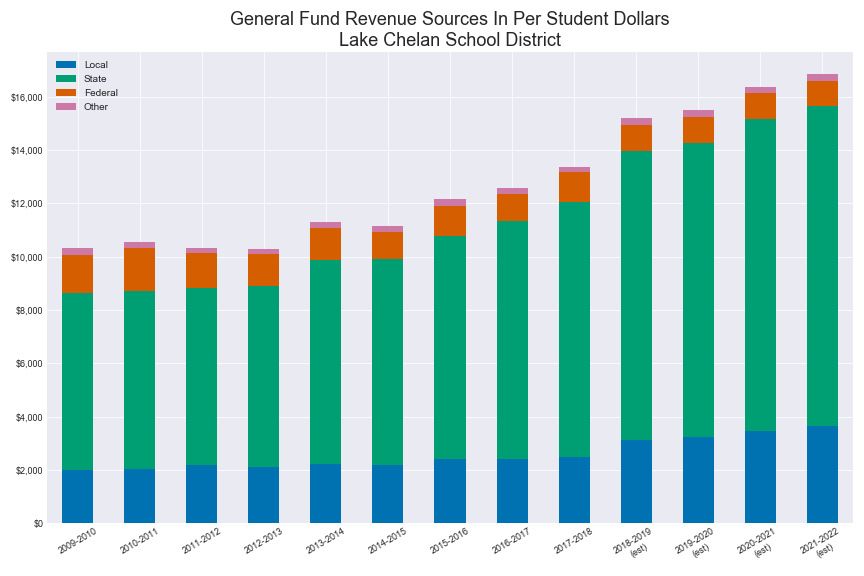 General Fund Revenue Sources In Per Student Dollars
Lake Chelan School District
Local
State
Federal
Other
$16,000
$14,000
$12,000
$10,000
$8,000
$6,000
$4,000
$2,000
$0
2009-2010
2010-2011
2011-2012
2012-2013
2013-2014
2014-2015
2015-2016
2016-2017
2017-2018
2018-2019
(est)
2019-2020
(est)
2020-2021
(est)
2021-2022
(est)